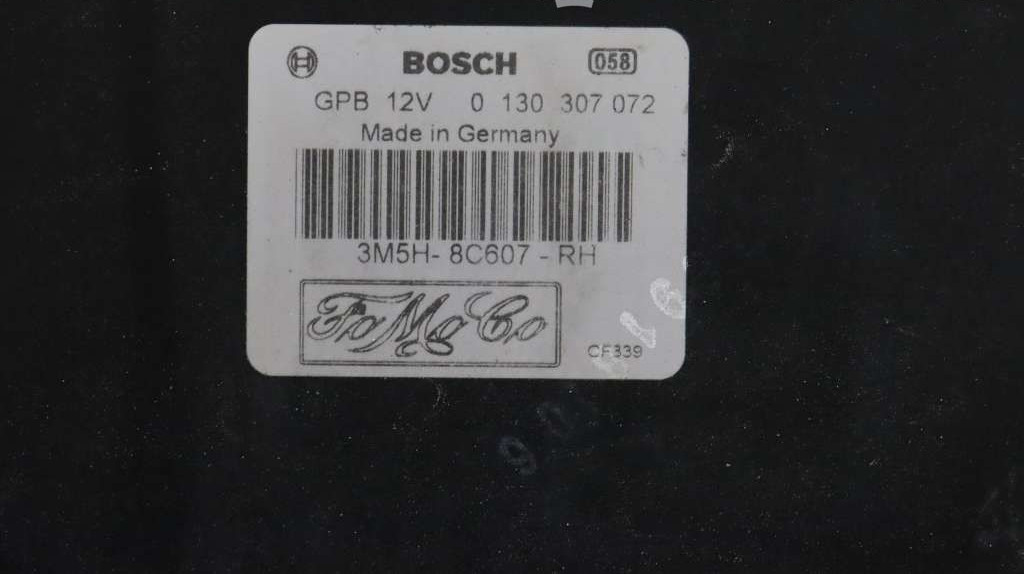 BOSCH 058
GPB 12V 0 130 307 072
Made in Germany
3M5H- 8C607 - RH
FoMoCo
CF339